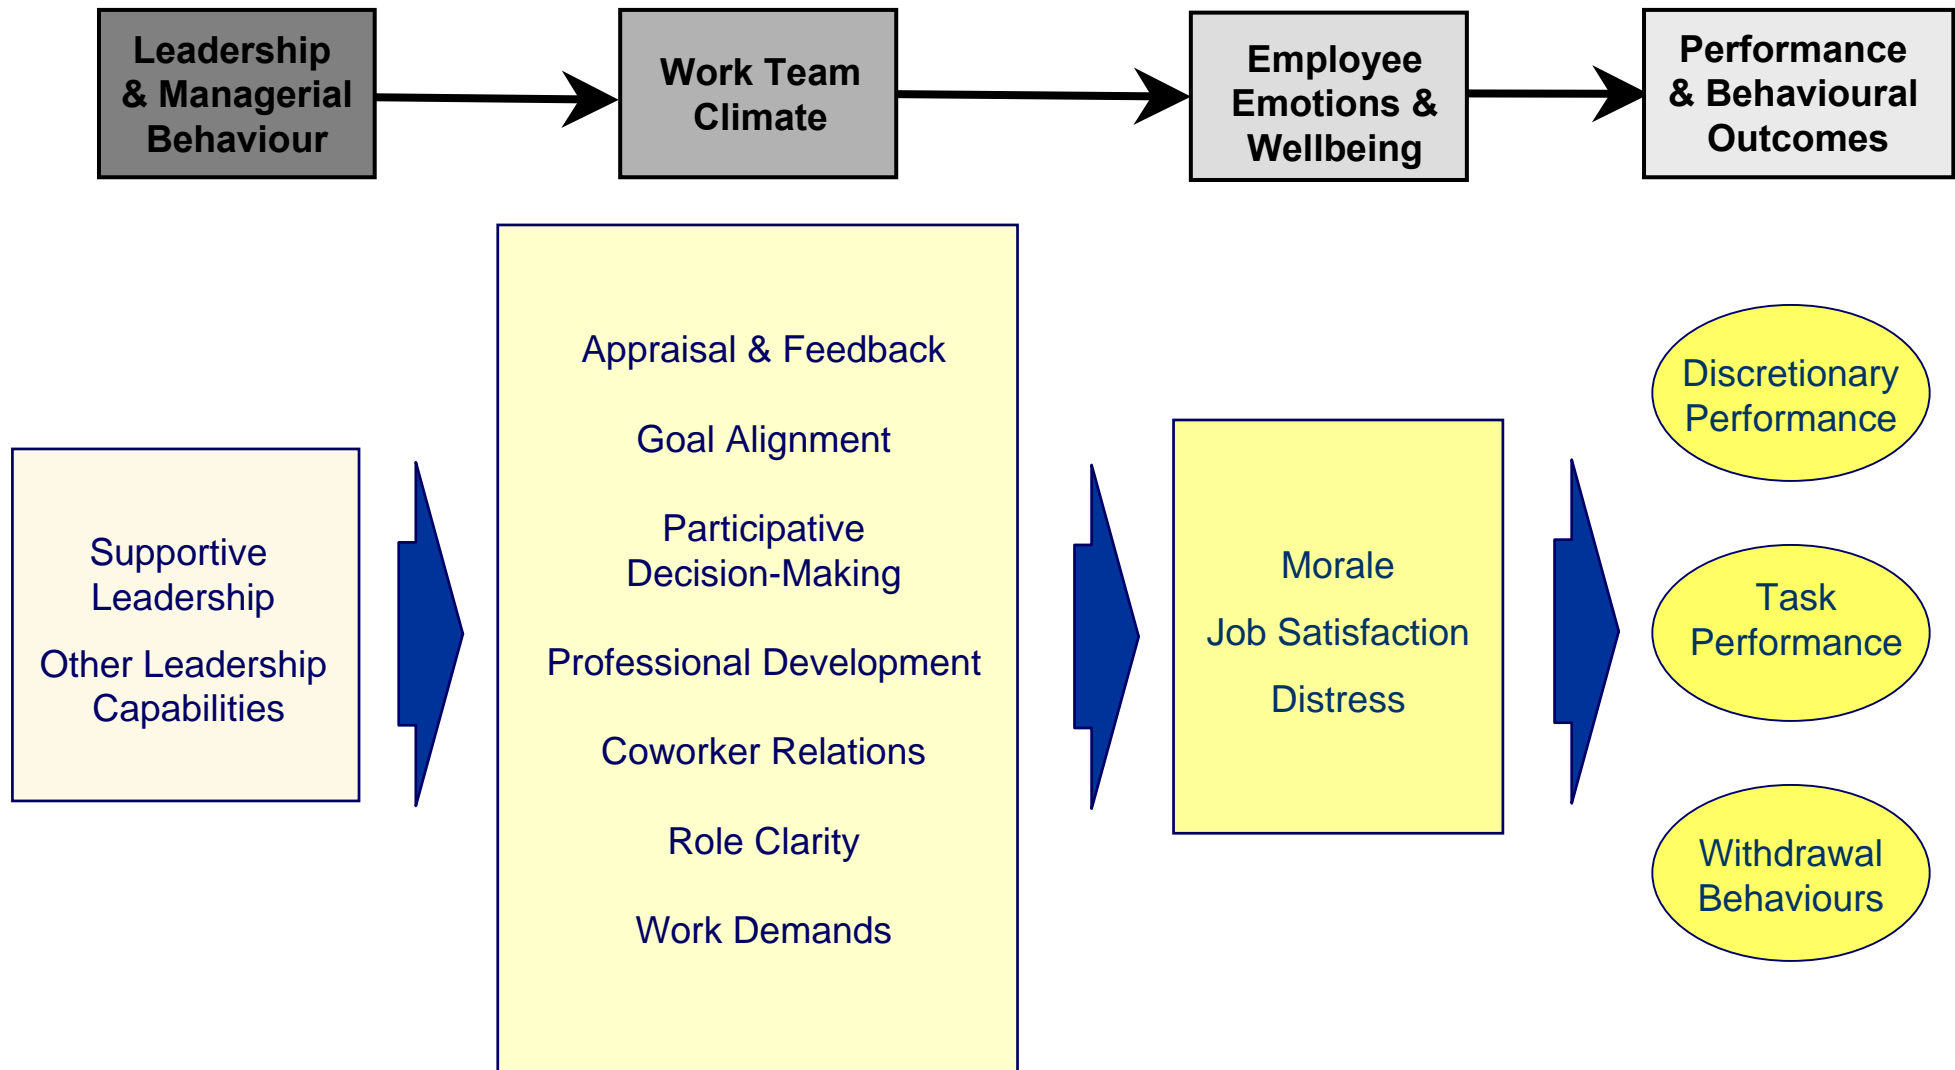 Leadership
& Managerial
Behaviour
Work Team
Climate
Employee
Emotions &
Wellbeing
Performance
& Behavioural
Outcomes
Supportive
Leadership
Other Leadership
Capabilities
Appraisal & Feedback
Goal Alignment
Participative
Decision-Making
Professional Development
Coworker Relations
Role Clarity
Work Demands
Morale
Job Satisfaction
Distress
Discretionary
Performance
Task
Performance
Withdrawal
Behaviours